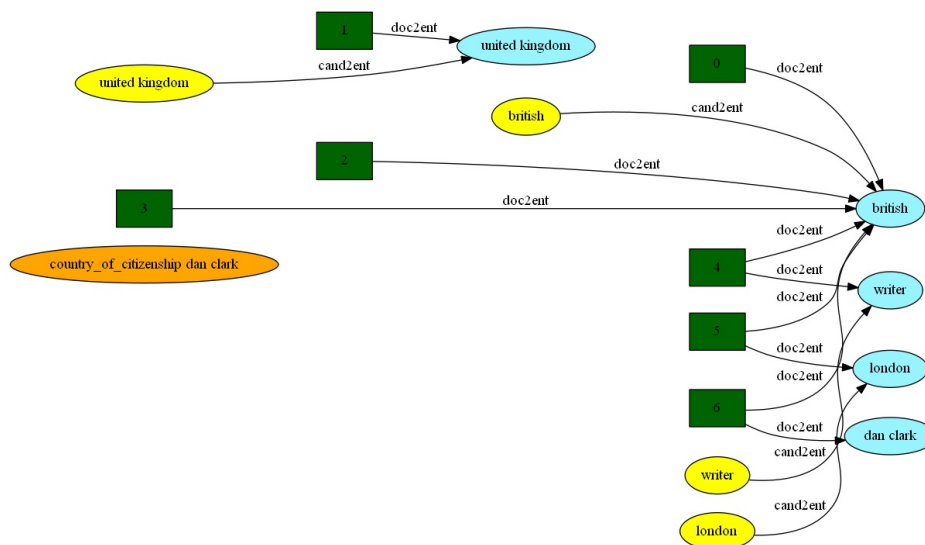 1
doc2ent
united kingdom
united kingdom
cand2ent
0
doc2ent
british
cand2ent
2
doc2ent
3
doc2ent
british
country_of_citizenship dan clark
doc2ent
4
doc2ent
writer
doc2ent
5
doc2ent
london
doc2ent
6
doc2ent
dan clark
cand2ent
writer
cand2ent
london